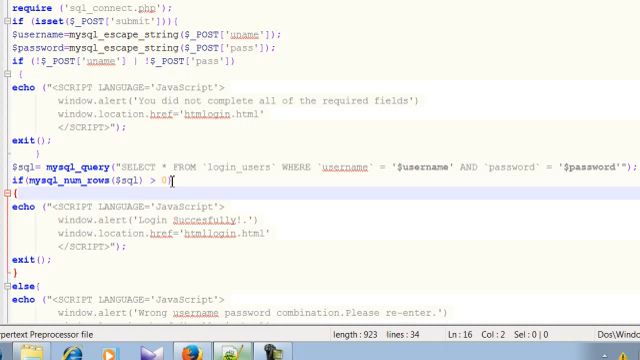 require ('sql_connect.php');
if (isset($_POST['submit'])){
$username=mysql_escape_string($_POST['uname']);
$password=mysql_escape_string($_POST['pass']);
if (!$_POST['uname'] | !$_POST['pass'])
{
echo ("<SCRIPT LANGUAGE='JavaScript'>
window.alert('You did not complete all of the required fields')
window.location.href='htmlogin.html'
</SCRIPT>");
exit();
}
$sql= mysql_query("SELECT * FROM `login_users` WHERE `username` = '$username' AND `password` = '$password'");
if(mysql_num_rows($sql) > 0)
{
echo ("<SCRIPT LANGUAGE='JavaScript'>
window.alert('Login Succesfully!.')
window.location.href='htmllogin.html'
</SCRIPT>");
exit();
}
else{
echo ("<SCRIPT LANGUAGE='JavaScript'>
window.alert('Wrong username password combination.Please re-enter.')
pertext Preprocessor file length : 923 lines : 34 Ln : 16 Col : 2 Sel : 0 | 0 Dos\Windo